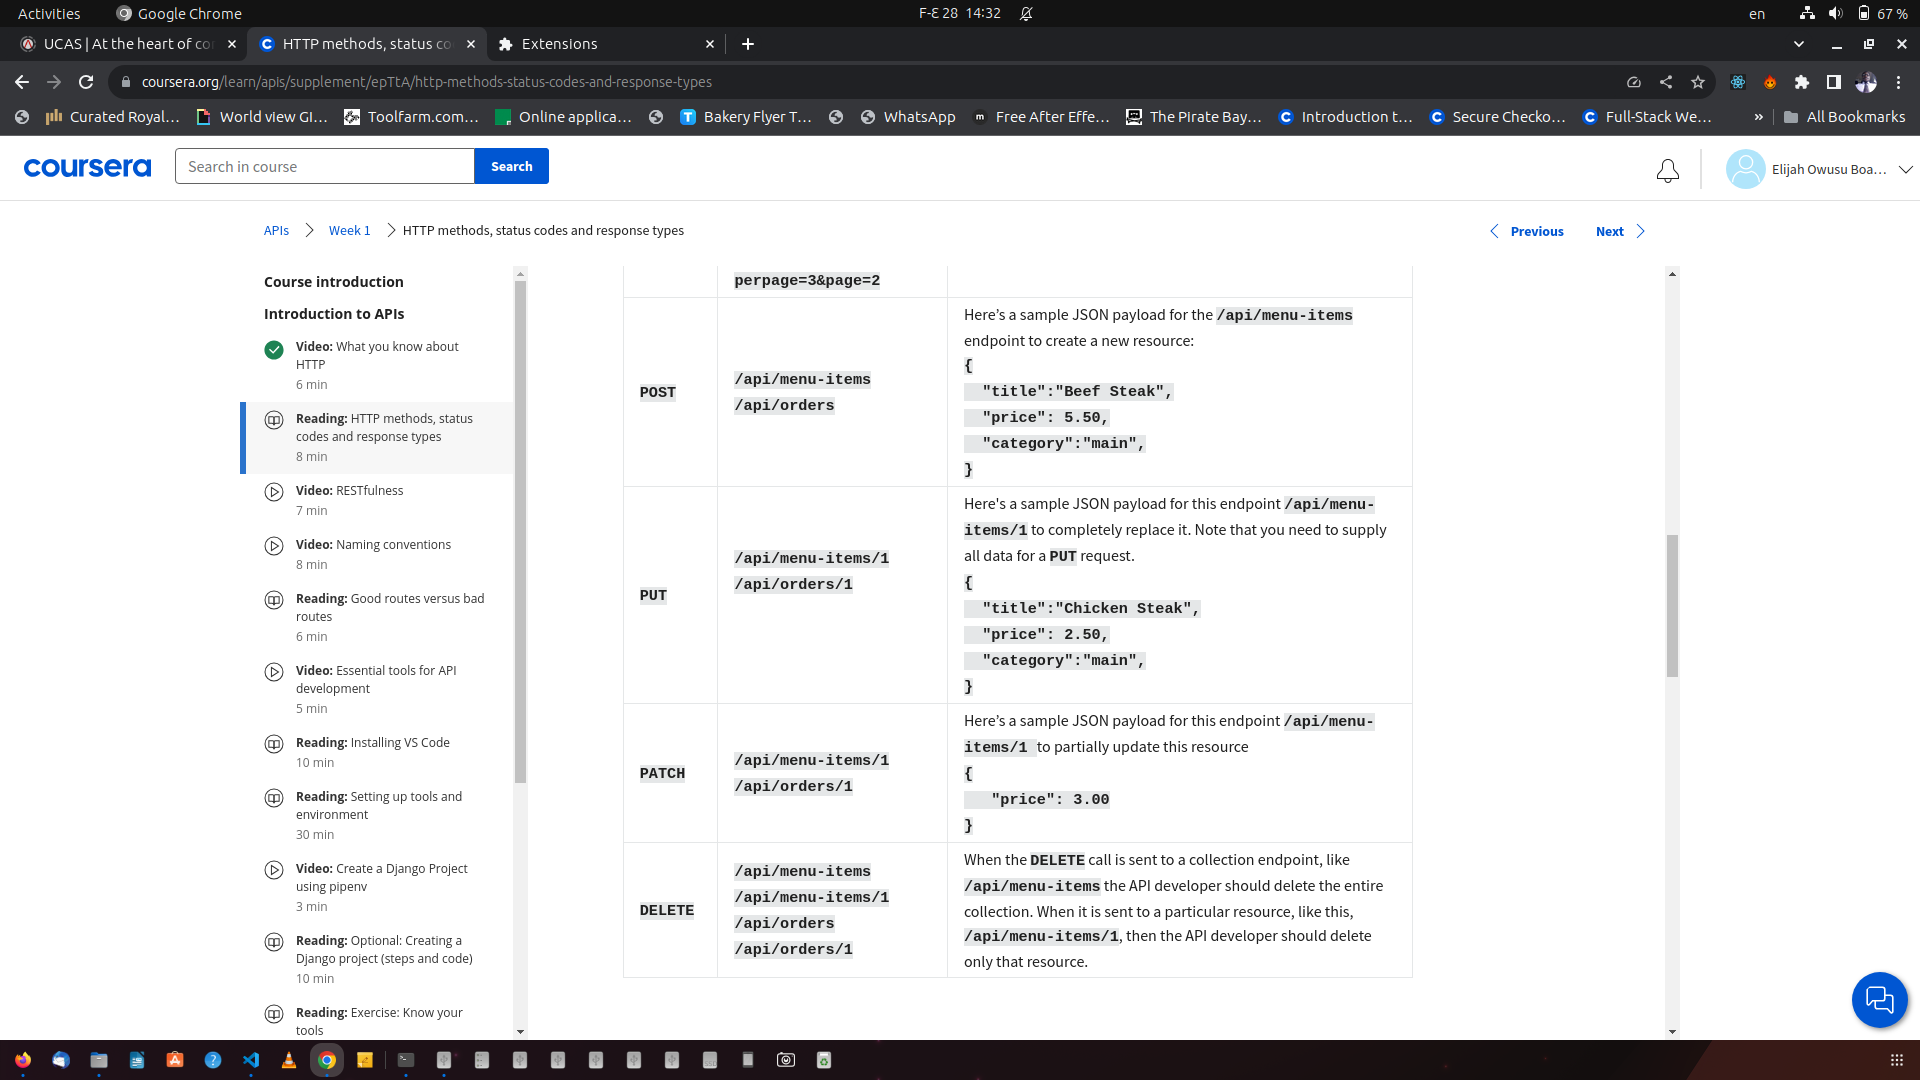 Activities
Google Chrome
F-Ɛ 28 14:32
en
67 %
UCAS | At the heart of co
HTTP methods, status co
Extensions
coursera.org/learn/apis/supplement/epTtA/http-methods-status-codes-and-response-types
Curated Royal…
World view GI…
Toolfarm.com…
Online applica…
Bakery Flyer T…
WhatsApp
Free After Effe…
The Pirate Bay…
Introduction t…
Secure Checko…
Full-Stack We…
»
All Bookmarks
coursera
Search in course
Search
Elijah Owusu Boa…
APIs
Week 1
HTTP methods, status codes and response types
Previous
Next
Course introduction
Introduction to APIs
Video: What you know about
HTTP
6 min
Reading: HTTP methods, status
codes and response types
8 min
Video: RESTfulness
7 min
Video: Naming conventions
8 min
Reading: Good routes versus bad
routes
6 min
Video: Essential tools for API
development
5 min
Reading: Installing VS Code
10 min
Reading: Setting up tools and
environment
30 min
Video: Create a Django Project
using pipenv
3 min
Reading: Optional: Creating a
Django project (steps and code)
10 min
Reading: Exercise: Know your
tools
perpage=3&page=2
POST
/api/menu-items
/api/orders
Here’s a sample JSON payload for the /api/menu-items
endpoint to create a new resource:
{
"title":"Beef Steak",
"price": 5.50,
"category":"main",
}
PUT
/api/menu-items/1
/api/orders/1
Here's a sample JSON payload for this endpoint /api/menu-
items/1 to completely replace it. Note that you need to supply
all data for a PUT request.
{
"title":"Chicken Steak",
"price": 2.50,
"category":"main",
}
PATCH
/api/menu-items/1
/api/orders/1
Here’s a sample JSON payload for this endpoint /api/menu-
items/1 to partially update this resource
{
"price": 3.00
}
DELETE
/api/menu-items
/api/menu-items/1
/api/orders
/api/orders/1
When the DELETE call is sent to a collection endpoint, like
/api/menu-items the API developer should delete the entire
collection. When it is sent to a particular resource, like this,
/api/menu-items/1, then the API developer should delete
only that resource.